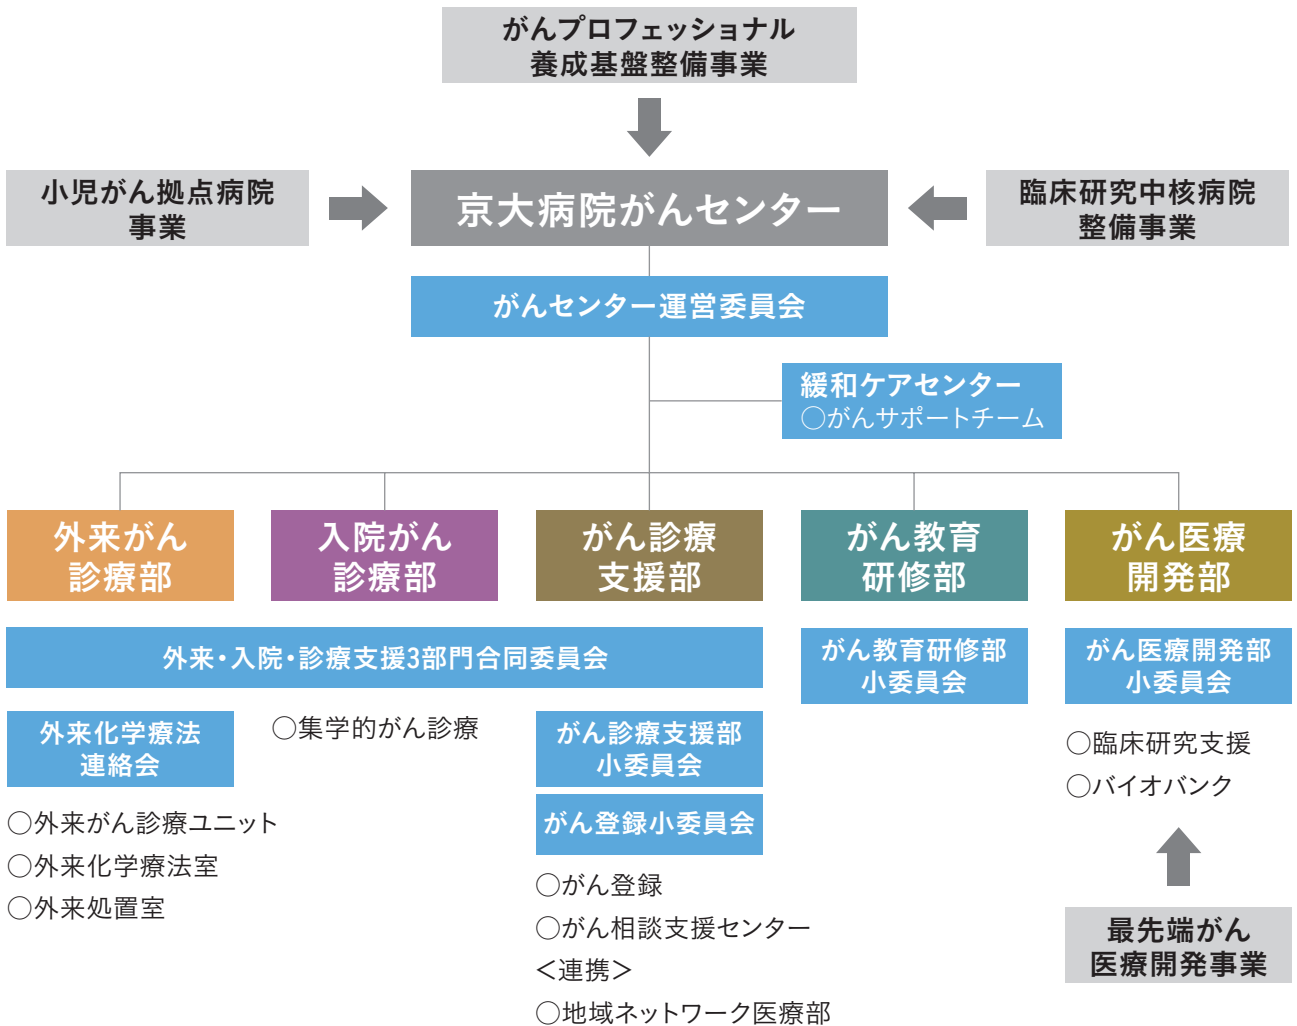 がんプロフェッショナル
養成基盤整備事業
小児がん拠点病院
事業
京大病院がんセンター
臨床研究中核病院
整備事業
がんセンター運営委員会
緩和ケアセンター
○がんサポートチーム
外来がん
診療部
入院がん
診療部
がん診療
支援部
がん教育
研修部
がん医療
開発部
外来・入院・診療支援3部門合同委員会
がん教育研修部
小委員会
がん医療開発部
小委員会
外来化学療法
連絡会
○外来がん診療ユニット
○外来化学療法室
○外来処置室
○集学的がん診療
がん診療支援部
小委員会
がん登録小委員会
○がん登録
○がん相談支援センター
＜連携＞
○地域ネットワーク医療部
○臨床研究支援
○バイオバンク
最先端がん
医療開発事業